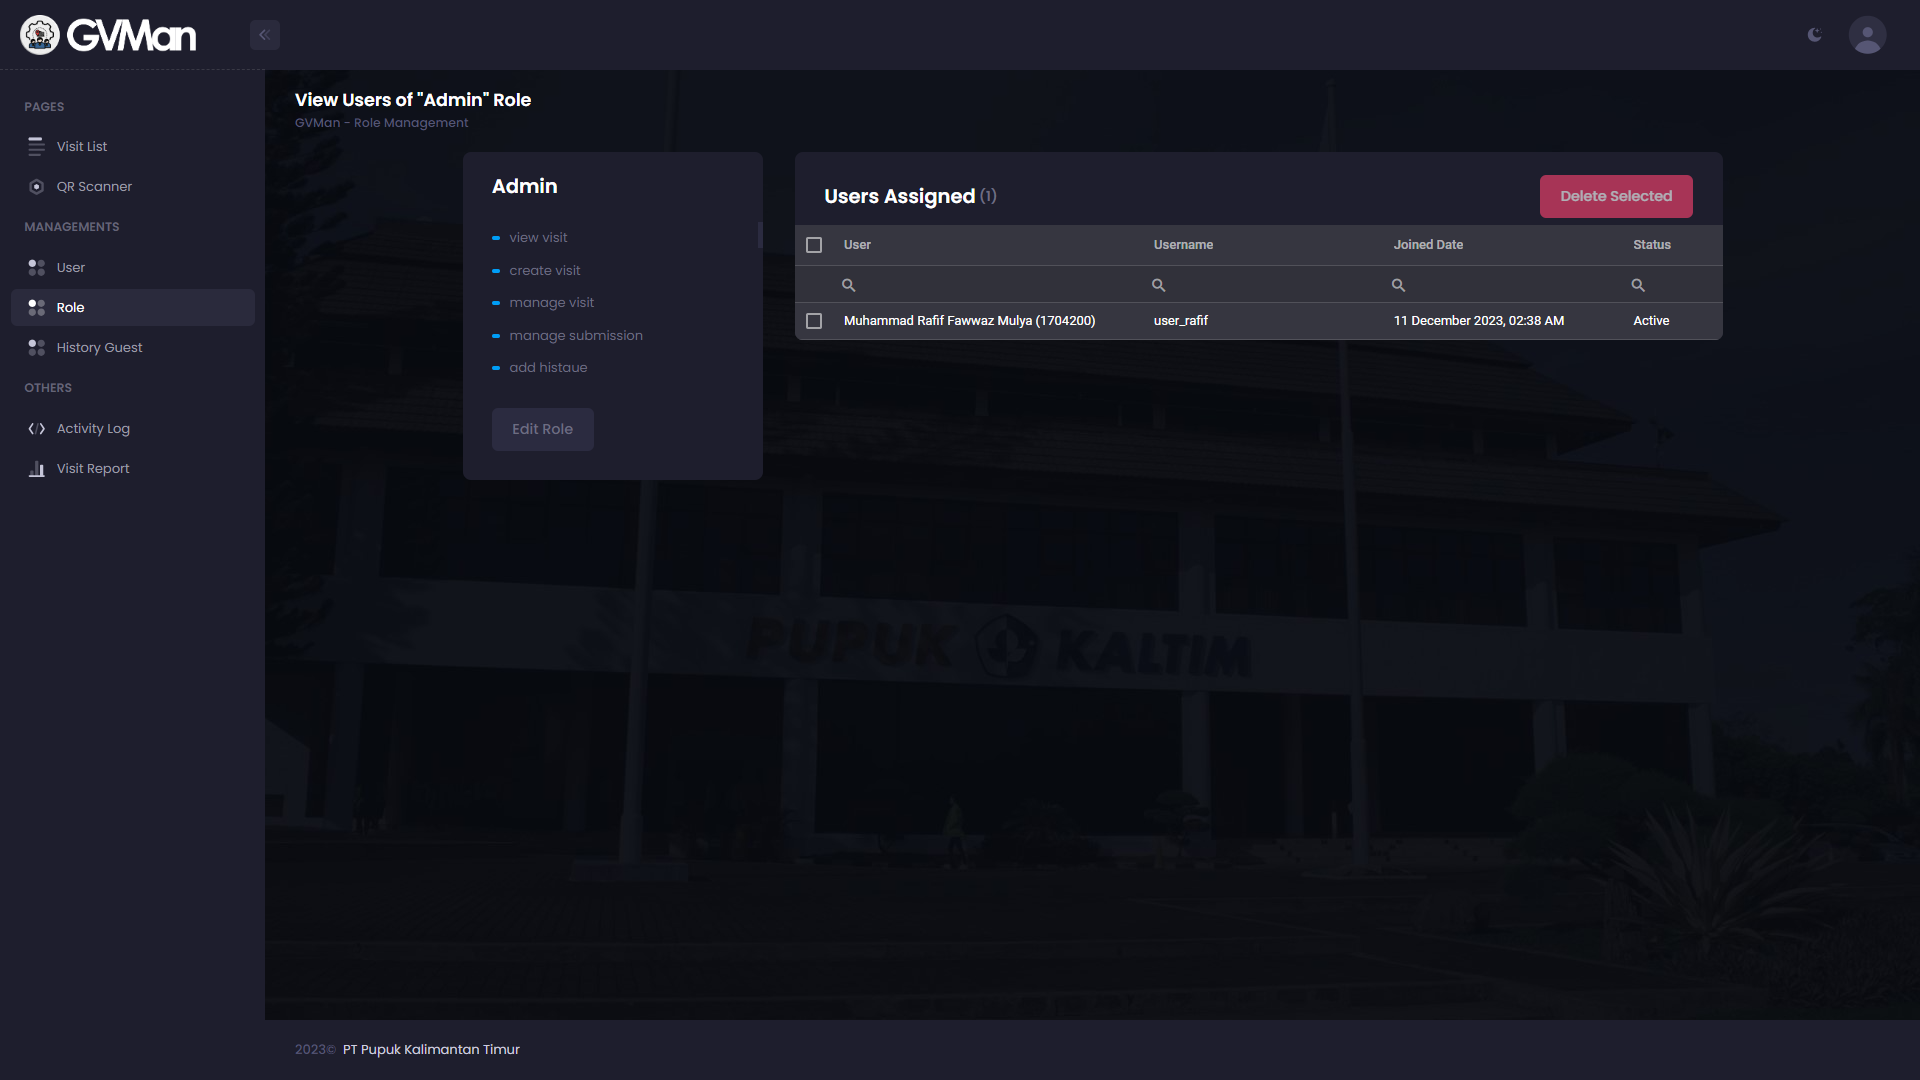 GVMan
PAGES
Visit List
QR Scanner
MANAGEMENTS
User
Role
History Guest
OTHERS
Activity Log
Visit Report
View Users of "Admin" Role
GVMan - Role Management
Admin
view visit
create visit
manage visit
manage submission
add histaue
Edit Role
Users Assigned (1)
Delete Selected
User Username Joined Date Status
Muhammad Rafif Fawwaz Mulya (1704200) user_rafif 11 December 2023, 02:38 AM Active
PUPUK KALTIM
2023© PT Pupuk Kalimantan Timur